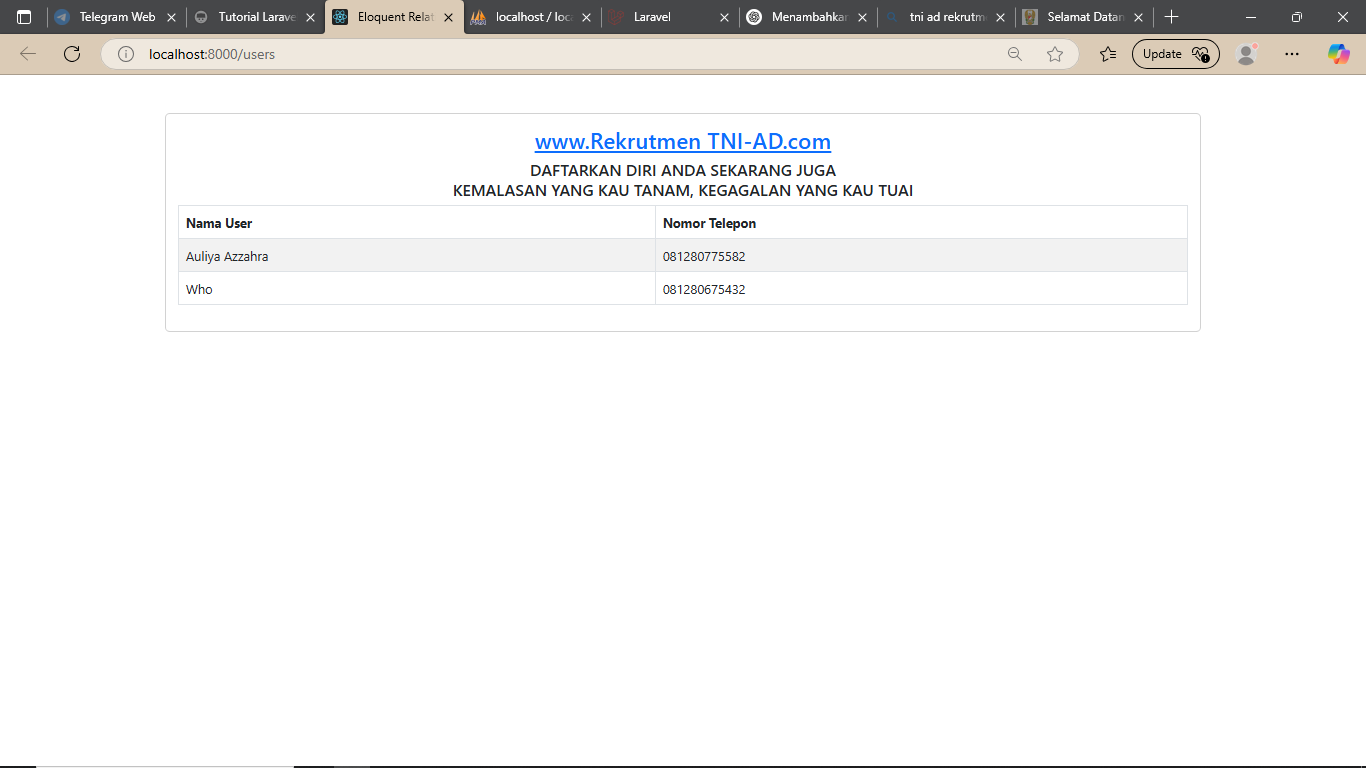 Telegram Web
Tutorial Larave
Eloquent Relat
localhost / loc
Laravel
Menambahkan
tni ad rekrutm
Selamat Datan
localhost:8000/users
Update
www.Rekrutmen TNI-AD.com
DAFTARKAN DIRI ANDA SEKARANG JUGA
KEMALASAN YANG KAU TANAM, KEGAGALAN YANG KAU TUAI
Nama User
Nomor Telepon
Auliya Azzahra
081280775582
Who
081280675432